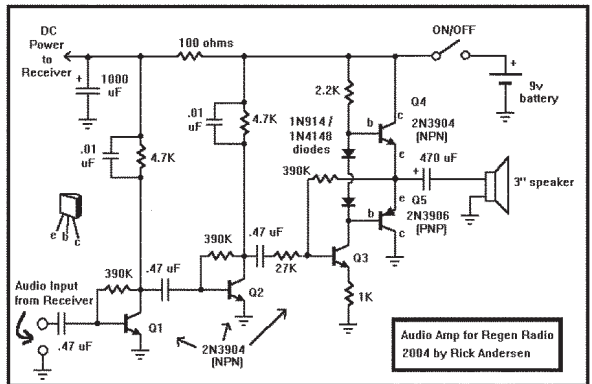 DC
Power
to
Receiver
100 ohms
ON/OFF
+
1000
uF
.01
uF
4.7K
.01
uF
4.7K
2.2K
1N914 /
1N4148
diodes
390K
b
c
e
Q4
2N3904
(NPN)
470 uF
+
+
9v
battery
3" speaker
e
Q5
b
2N3906
(PNP)
c
e
b
c
390K
.47 uF
390K
.47 uF
27K
Q3
1K
Audio Input
from Receiver
.47 uF
Q1
Q2
2N3904
(NPN)
Audio Amp for Regen Radio
2004 by Rick Andersen